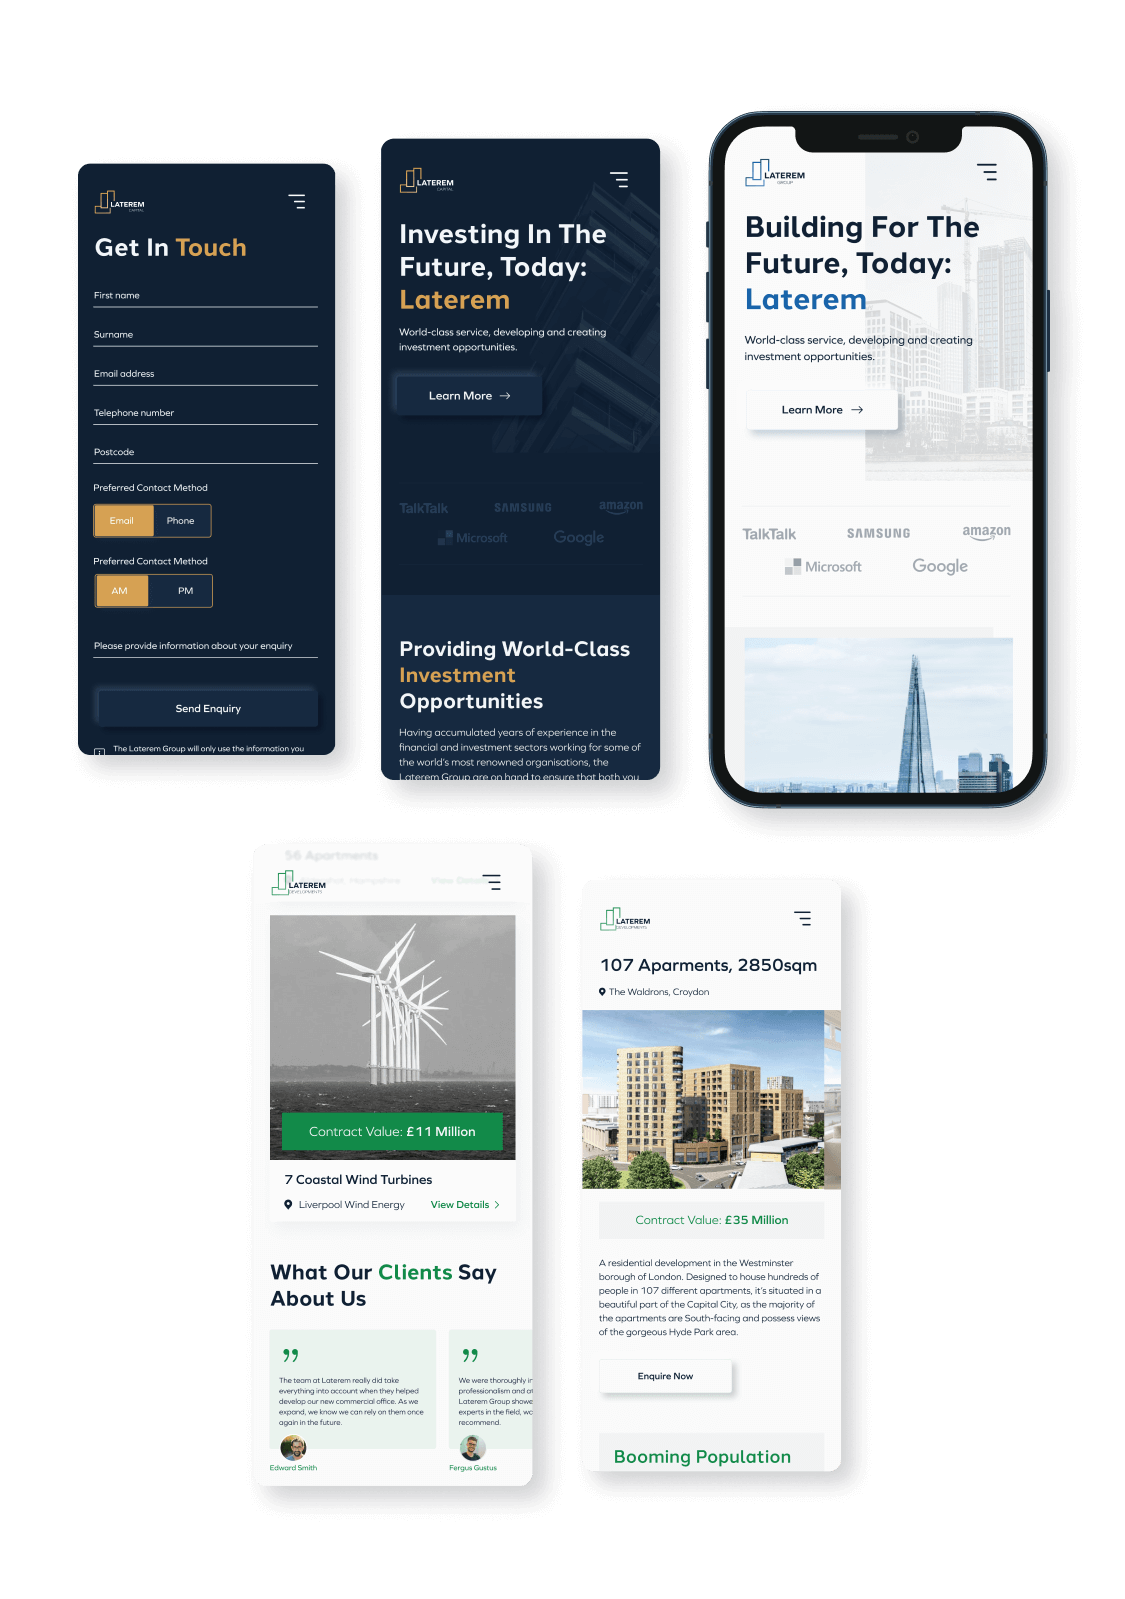 LATEREM
CAPITAL
Get In Touch
First name
Surname
Email address
Telephone number
Postcode
Preferred Contact Method
Email Phone
Preferred Contact Method
AM PM
Please provide information about your enquiry
Send Enquiry
The Laterem Group will only use the information you
LATEREM
CAPITAL
Investing In The
Future, Today:
Laterem
World-class service, developing and creating
investment opportunities.
Learn More
TalkTalk SAMSUNG amazon
Microsoft Google
Providing World-Class
Investment
Opportunities
Having accumulated years of experience in the
financial and investment sectors working for some of
the world's most renowned organisations, the
Laterem Group are on hand to ensure that both you
LATEREM
GROUP
Building For The
Future, Today:
Laterem
World-class service, developing and creating
investment opportunities.
Learn More
TalkTalk SAMSUNG amazon
Microsoft Google
56 Apartments
Hampshire View
LATEREM
DEVELOPMENTS
Contract Value: £11 Million
7 Coastal Wind Turbines
Liverpool Wind Energy View Details
What Our Clients Say
About Us
The team at Laterem really did take
everything into account when they helped
develop our new commercial office. As we
expand, we know we can rely on them once
again in the future.
Edward Smith
We were thoroughly
professionalism and
Laterem Group
experts in the field,
recommend.
Fergus Gustus
LATEREM
DEVELOPMENTS
107 Aparments, 2850sqm
The Waldrons, Croydon
Contract Value: £35 Million
A residential development in the Westminster
borough of London. Designed to house hundreds of
people in 107 different apartments, it's situated in a
beautiful part of the Capital City, as the majority of
the apartments are South-facing and possess views
of the gorgeous Hyde Park area.
Enquire Now
Booming Population